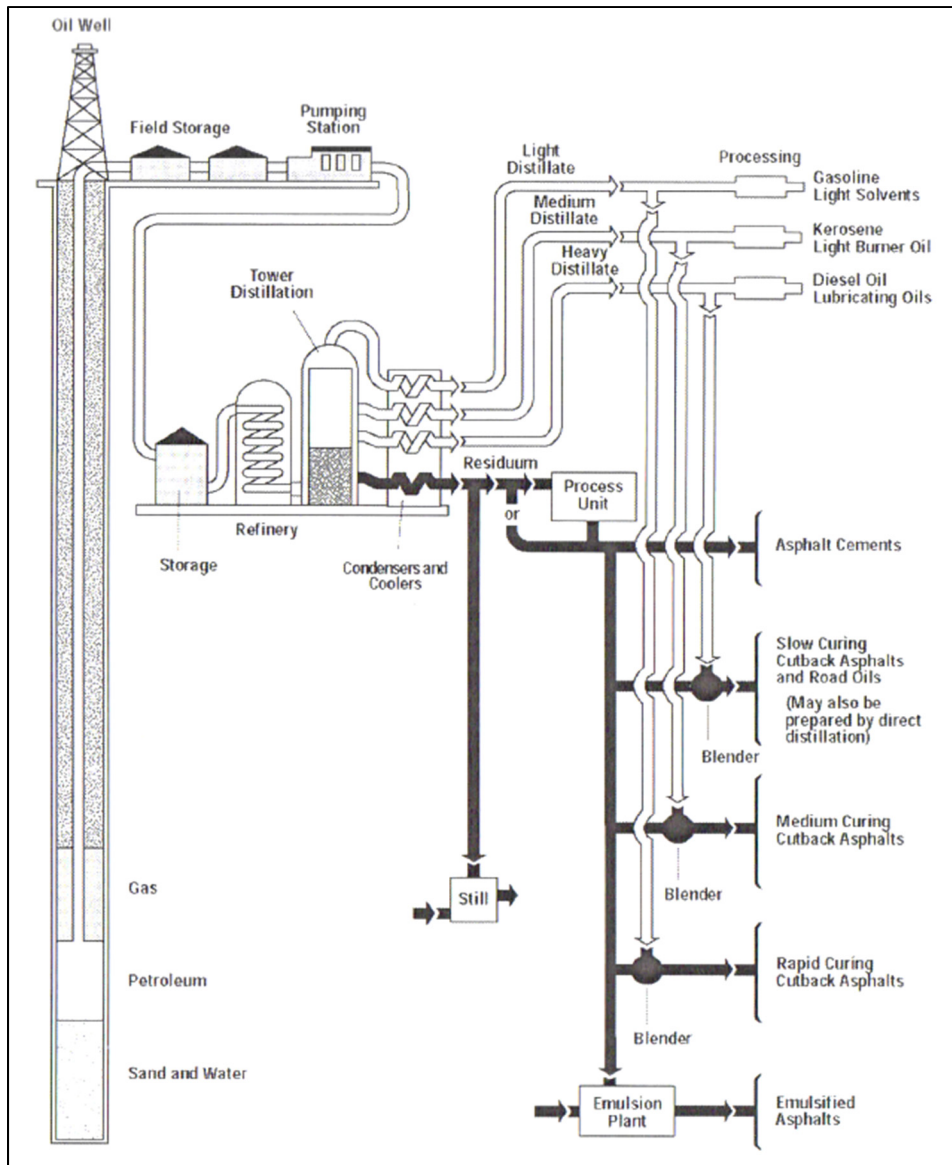 Oil Well
Field Storage
Pumping
Station
Light
Distillate
Processing
Gasoline
Light Solvents
Medium
Distillate
Kerosene
Light Burner Oil
Heavy
Distillate
Diesel Oil
Lubricating Oils
Tower
Distillation
Residuum
or
Process
Unit
Refinery
Storage
Condensers and
Coolers
Asphalt Cements
Slow Curing
Cutback Asphalts
and Road Oils
(May also be
prepared by direct
distillation)
Blender
Medium Curing
Cutback Asphalts
Blender
Gas
Still
Petroleum
Rapid Curing
Cutback Asphalts
Blender
Sand and Water
Emulsion
Plant
Emulsified
Asphalts